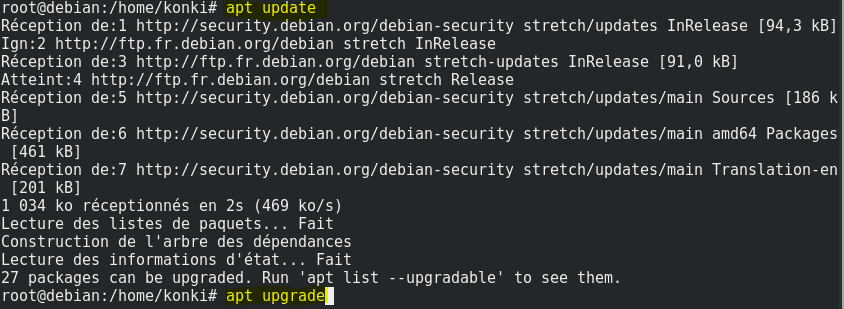 root@debian:/home/konki# apt update
Réception de:1 http://security.debian.org/debian-security stretch/updates InRelease [94,3 kB]
Ign:2 http://ftp.fr.debian.org/debian stretch InRelease
Réception de:3 http://ftp.fr.debian.org/debian stretch-updates InRelease [91,0 kB]
Atteint:4 http://ftp.fr.debian.org/debian stretch Release
Réception de:5 http://security.debian.org/debian-security stretch/updates/main Sources [186 k
B]
Réception de:6 http://security.debian.org/debian-security stretch/updates/main amd64 Packages
 [461 kB]
Réception de:7 http://security.debian.org/debian-security stretch/updates/main Translation-en
 [201 kB]
1 034 ko réceptionnés en 2s (469 ko/s)
Lecture des listes de paquets... Fait
Construction de l'arbre des dépendances
Lecture des informations d'état... Fait
27 packages can be upgraded. Run 'apt list --upgradable' to see them.
root@debian:/home/konki# apt upgrade